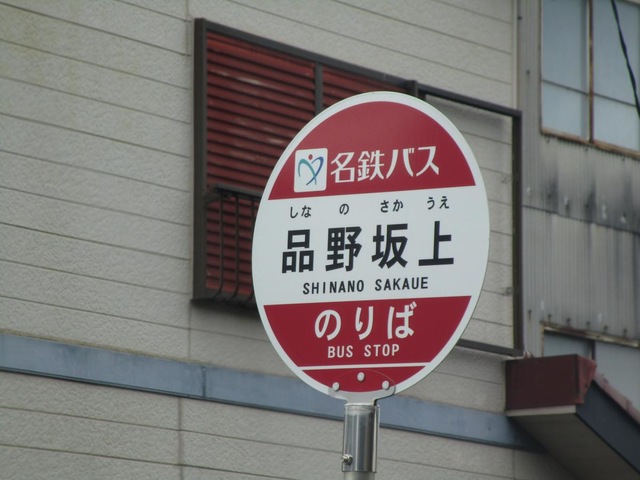 名鉄バス
しな の さか うえ
品野坂上
SHINANO SAKAUE
のりば
BUS STOP